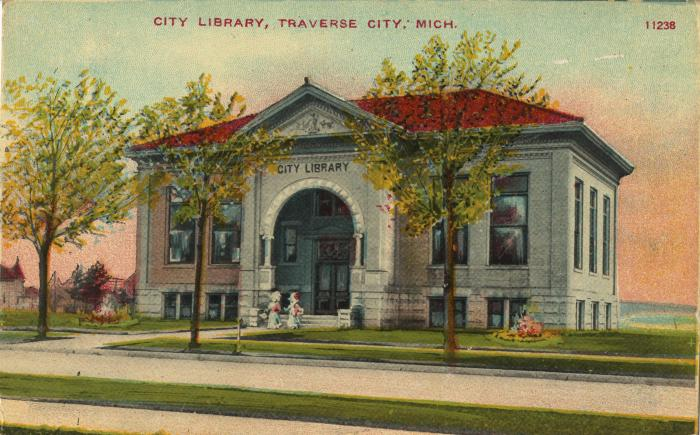 CITY LIBRARY, TRAVERSE CITY, MICH.
11238
CITY LIBRARY